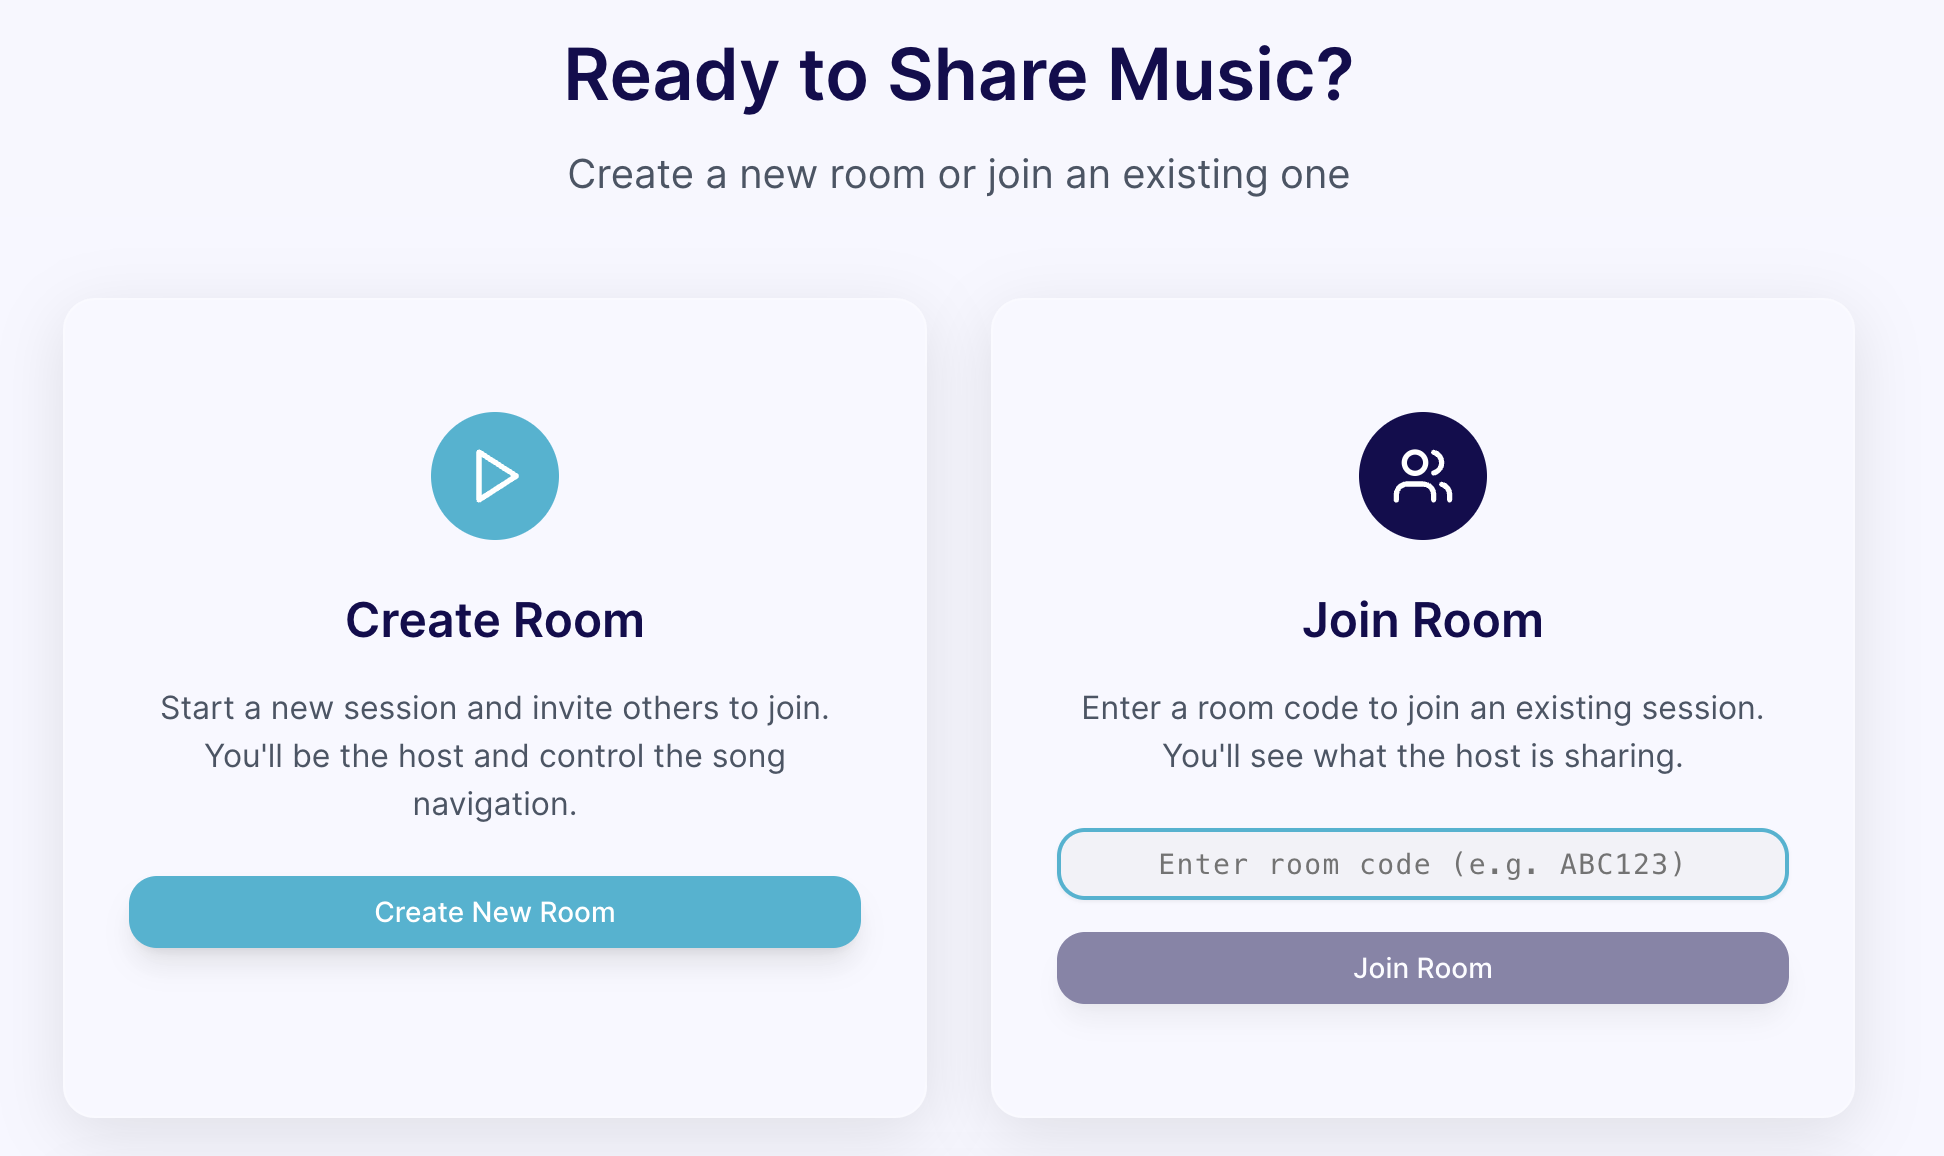 Ready to Share Music?
Create a new room or join an existing one
Create Room
Start a new session and invite others to join.
You'll be the host and control the song
navigation.
Create New Room
Join Room
Enter a room code to join an existing session.
You'll see what the host is sharing.
Enter room code (e.g. ABC123)
Join Room